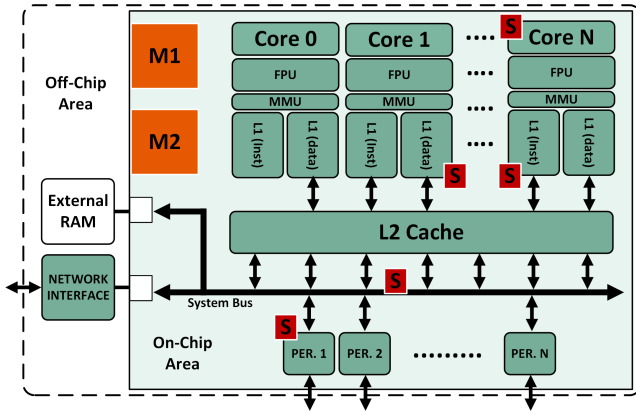 M1
M2
Off-Chip
Area
Core 0
Core 1
S
Core N
FPU
FPU
FPU
MMU
MMU
MMU
L1 (Inst)
L1 (data)
L1 (Inst)
L1 (data)
L1 (Inst)
L1 (data)
S
S
External
RAM
L2 Cache
NETWORK
INTERFACE
System Bus
S
S
On-Chip
Area
PER. 1
PER. 2
PER. N